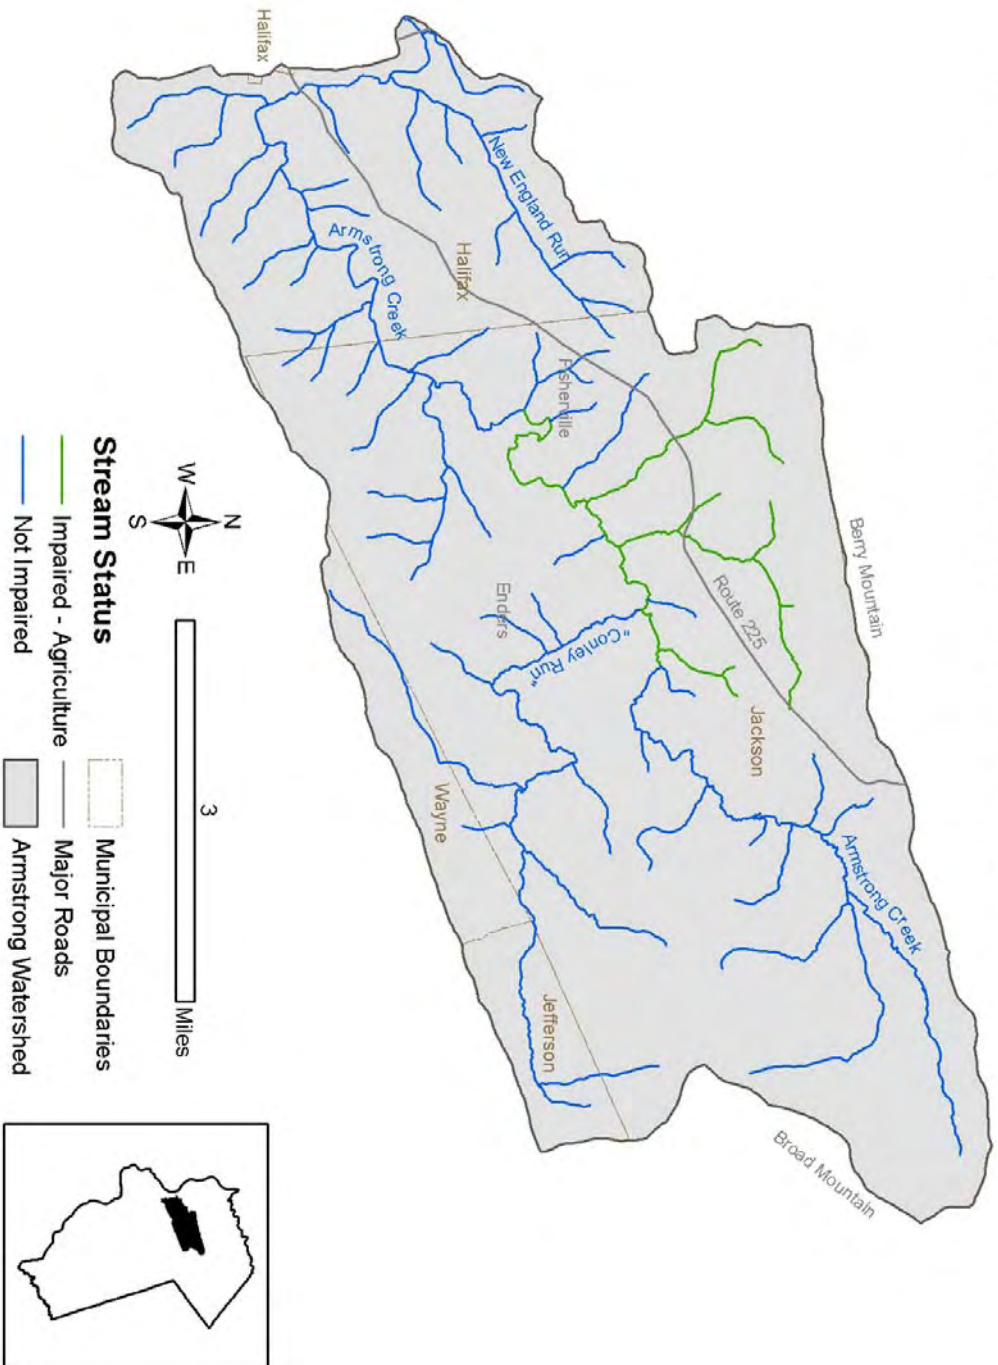 Berry Mountain
Broad Mountain
Route 225
Armstrong Creek
Jackson
New England Run
Halifax
Fisherville
"Conley Run"
Enders
Jefferson
Wayne
Armstrong Creek
Halifax
N
W
E
S
3
Miles
Stream Status
Impaired - Agriculture
Not Impaired
Municipal Boundaries
Major Roads
Armstrong Watershed